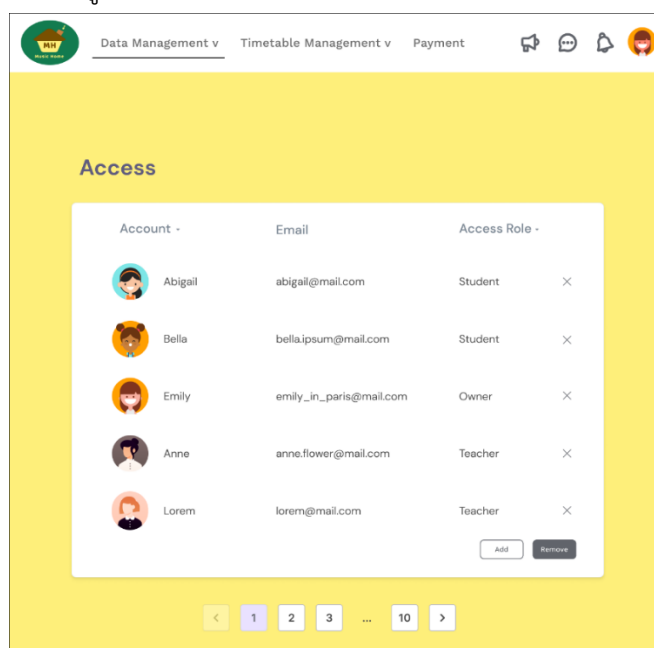 MH
Music Home
Data Management v Timetable Management v Payment
Access
Account - Email Access Role -
Abigail abigail@mail.com Student ×
Bella bella.ipsum@mail.com Student ×
Emily emily_in_paris@mail.com Owner ×
Anne anne.flower@mail.com Teacher ×
Lorem lorem@mail.com Teacher ×
Add Remove
< 1 2 3 ... 10 >